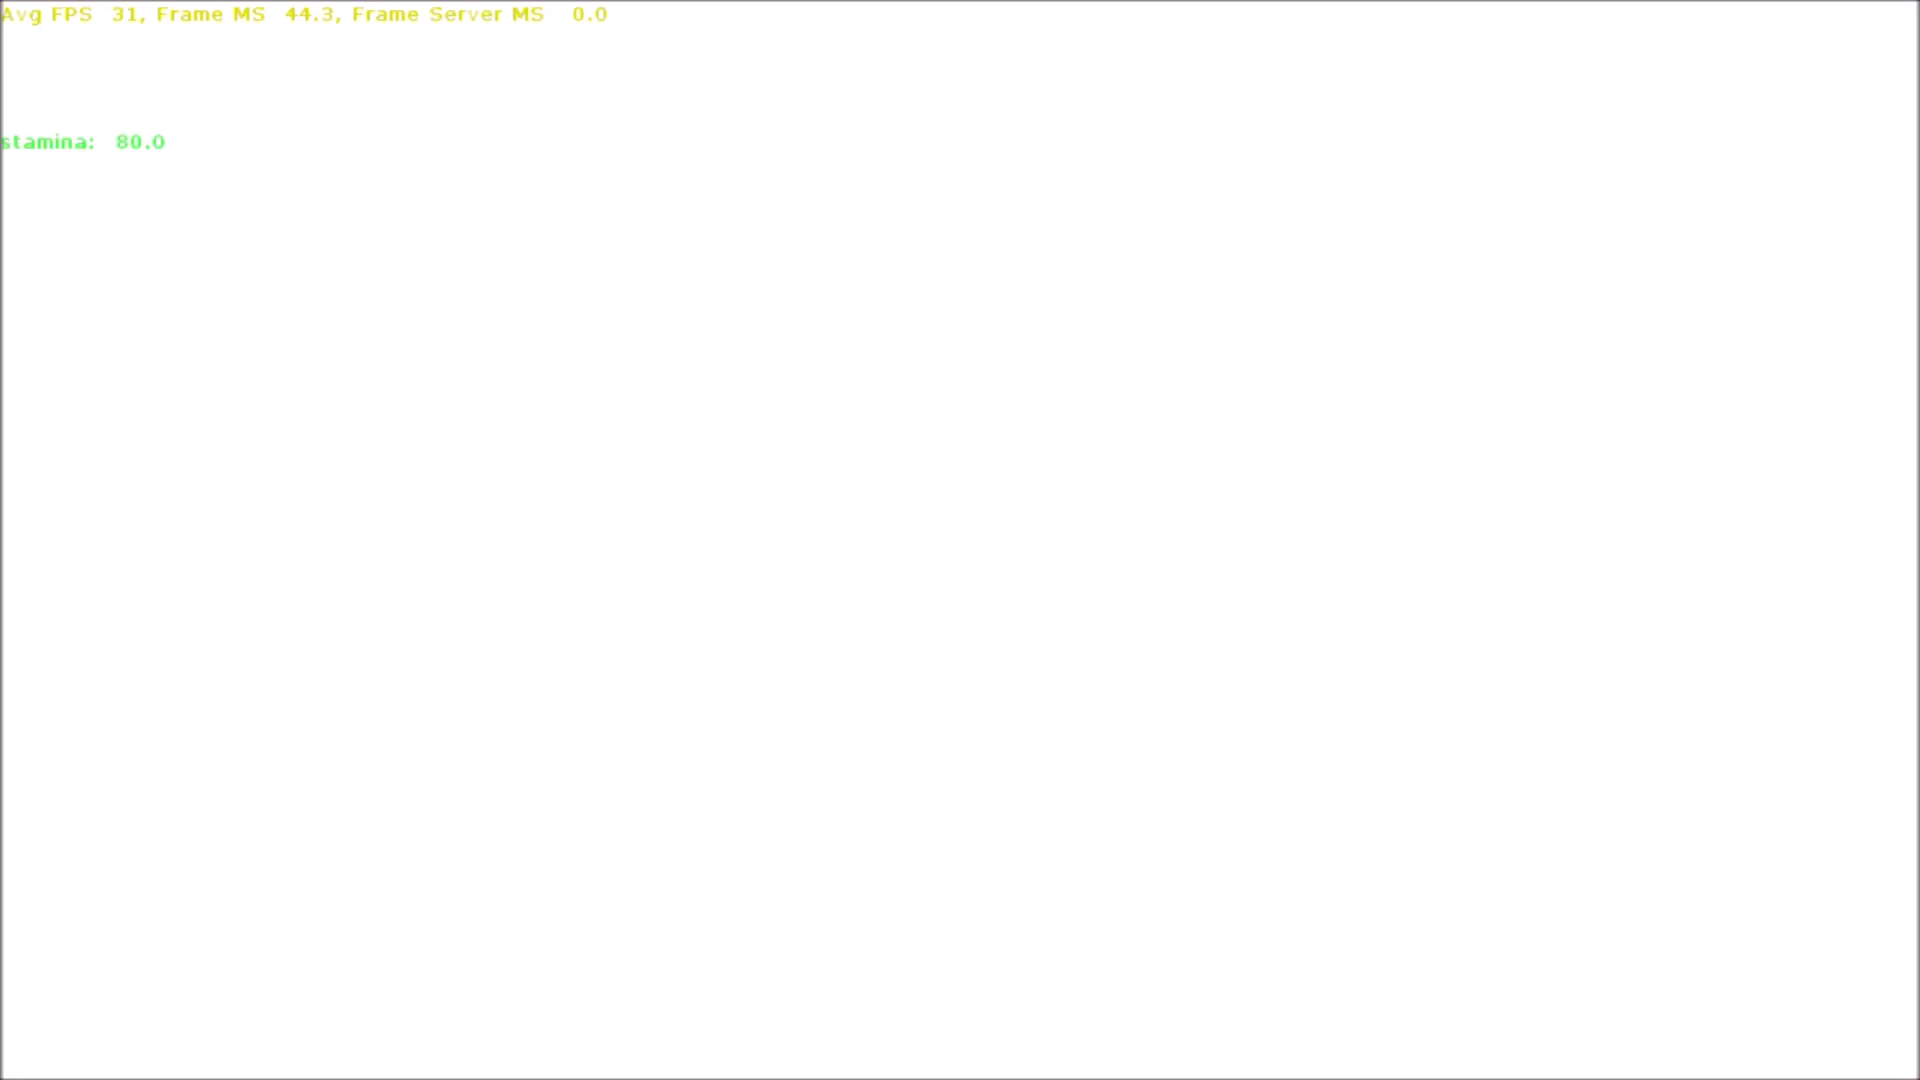 Avg FPS 31, Frame MS 44.3, Frame Server MS 0.0
stamina: 80.0